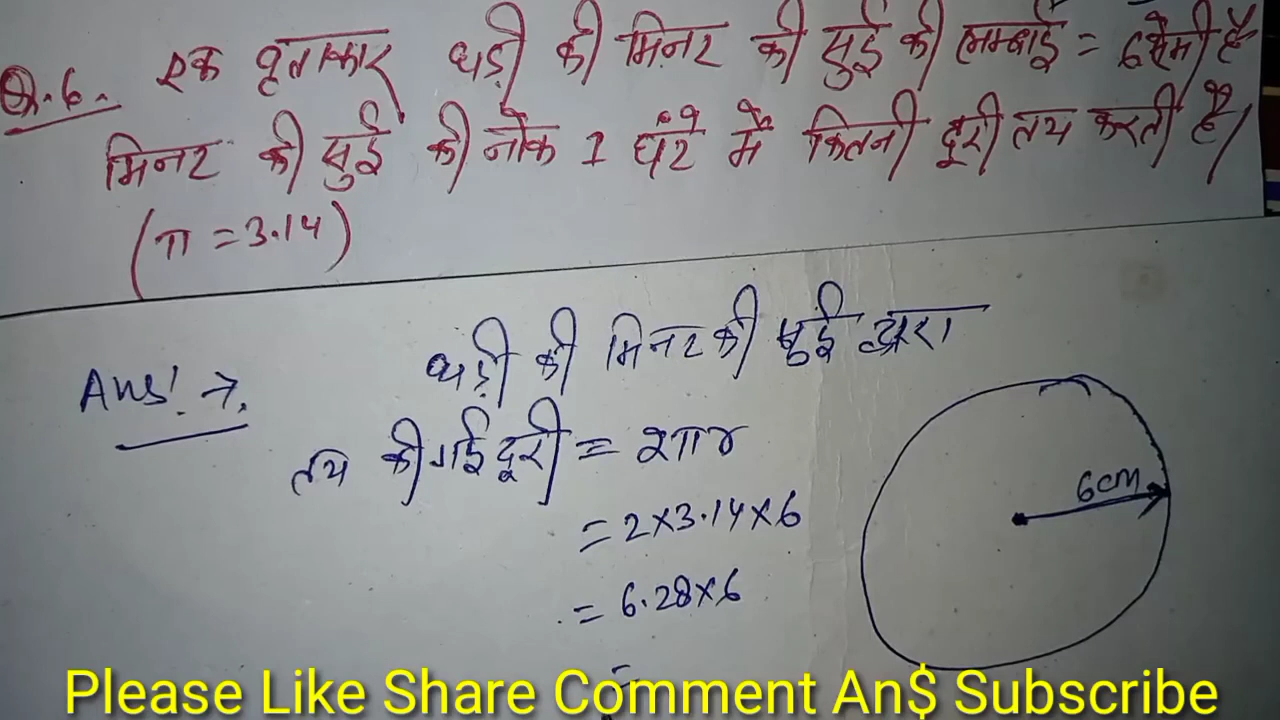 Q.6. एक वृताकार घड़ी की मिनट की सुई की लम्बाई = 6सेमी है
मिनट की सुई की नोंक 1 घंटे में कितनी दूरी तय करती है।
(π = 3.14)
Ans! → घड़ी की मिनट की सुई द्वारा
तय की गई दूरी = 2πr
= 2×3.14×6
= 6.28×6
=
6cm
Please Like Share Comment An$ Subscribe